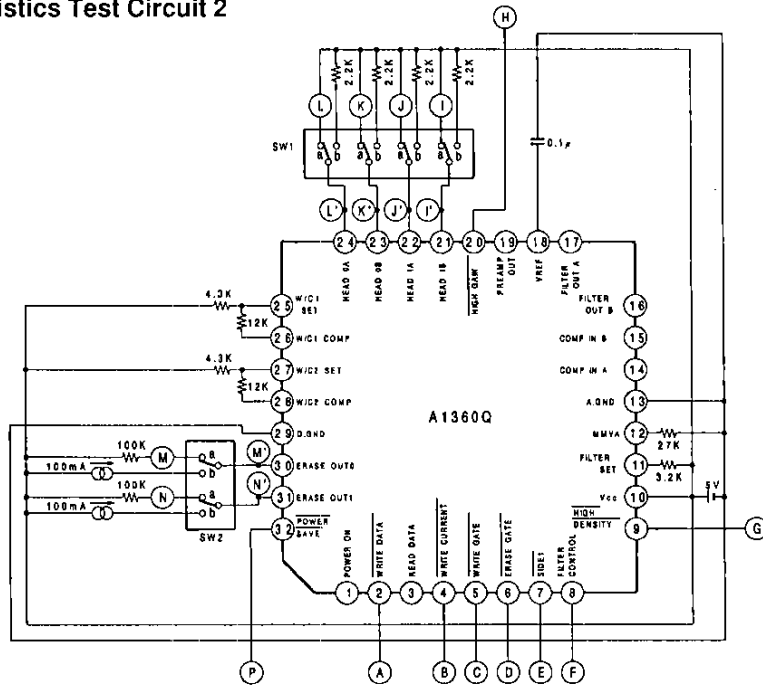 istics Test Circuit 2
H
2.2K 2.2K 2.2K 2.2K
L K J I
SW1
a b a b a b a b
0.1μ
L' K' J' I'
24 23 22 21 20 19 18 17
HEAD 0A
HEAD 0B
HEAD 1A
HEAD 1B
HIGH GAIN
PREAMP OUT
VREF
FILTER OUT A
4.3K
25 W/C1 SET
12K
26 W/C1 COMP
4.3K
27 W/C2 SET
12K
28 W/C2 COMP
29 D.GND
100K M a M' 30 ERASE OUT0
100mA b
100K N a N' 31 ERASE OUT1
100mA b
SW2
32 POWER SAVE
A1360Q
FILTER OUT B 16
COMP IN B 15
COMP IN A 14
A.GND 13
MMVA 12
27K
FILTER SET 11
3.2K
Vcc 10
5V
HIGH DENSITY 9
G
POWER ON
WRITE DATA
READ DATA
WRITE CURRENT
WRITE GATE
ERASE GATE
SIDE1
FILTER CONTROL
1 2 3 4 5 6 7 8
P A B C D E F